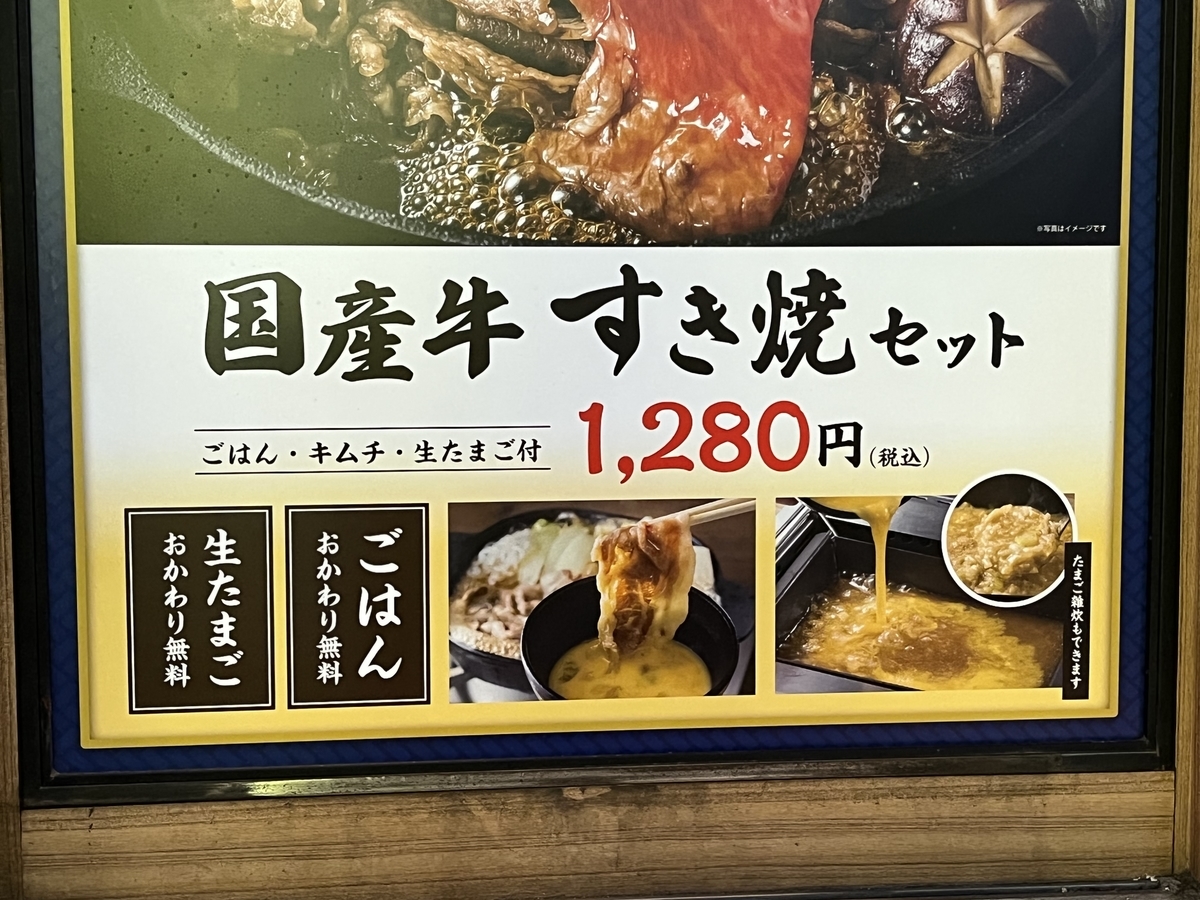 ※写真はイメージです
国産牛 すき焼セット
ごはん・キムチ・生たまご付
1,280円(税込)
ごはん
おかわり無料
生たまご
おかわり無料
たまご雑炊もできます